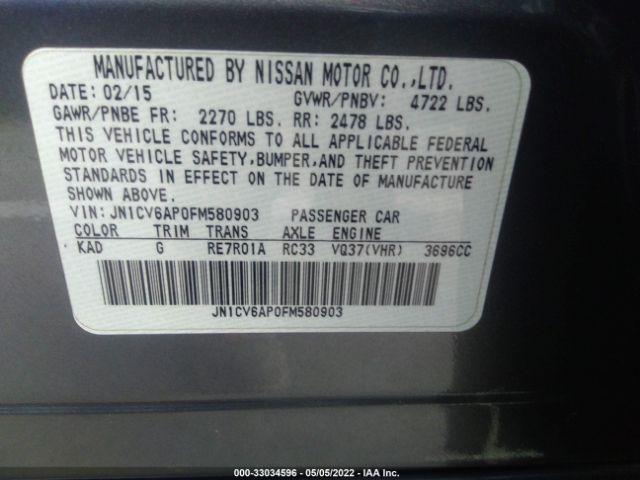 MANUFACTURED BY NISSAN MOTOR CO.,LTD.
DATE: 02/15 GVWR/PNBV: 4722 LBS.
GAWR/PNBE FR: 2270 LBS. RR: 2478 LBS.
THIS VEHICLE CONFORMS TO ALL APPLICABLE FEDERAL
MOTOR VEHICLE SAFETY,BUMPER,AND THEFT PREVENTION
STANDARDS IN EFFECT ON THE DATE OF MANUFACTURE
SHOWN ABOVE.
VIN: JN1CV6AP0FM580903 PASSENGER CAR
COLOR TRIM TRANS AXLE ENGINE
KAD G RE7R01A RC33 VQ37(VHR) 3696CC
JN1CV6AP0FM580903
000-33034596 - 05/05/2022 - IAA Inc.